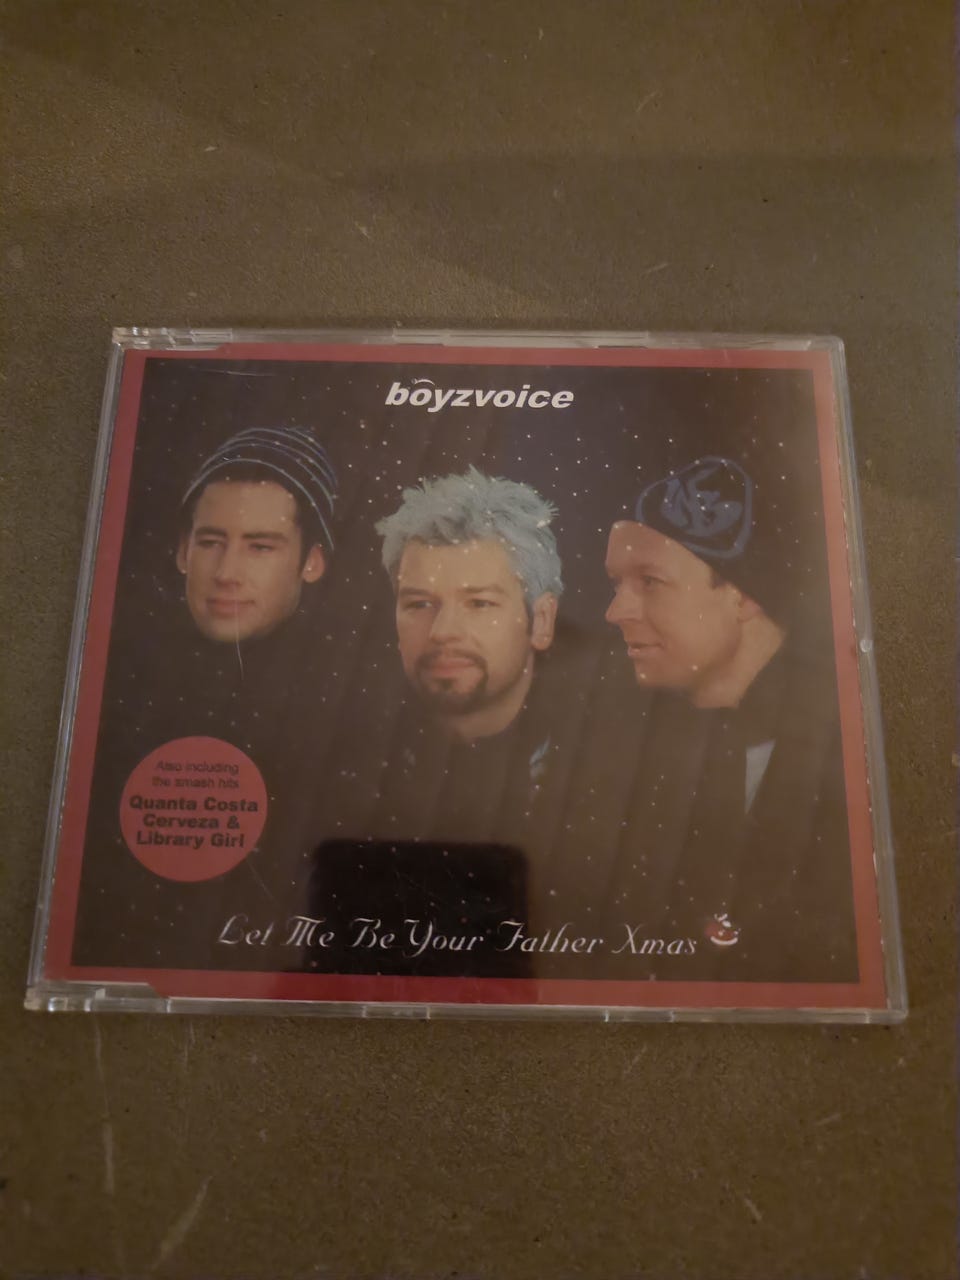 boyzvoice
Also including
the smash hits
Quanta Costa
Cerveza &
Library Girl
Let Me Be Your Father Xmas